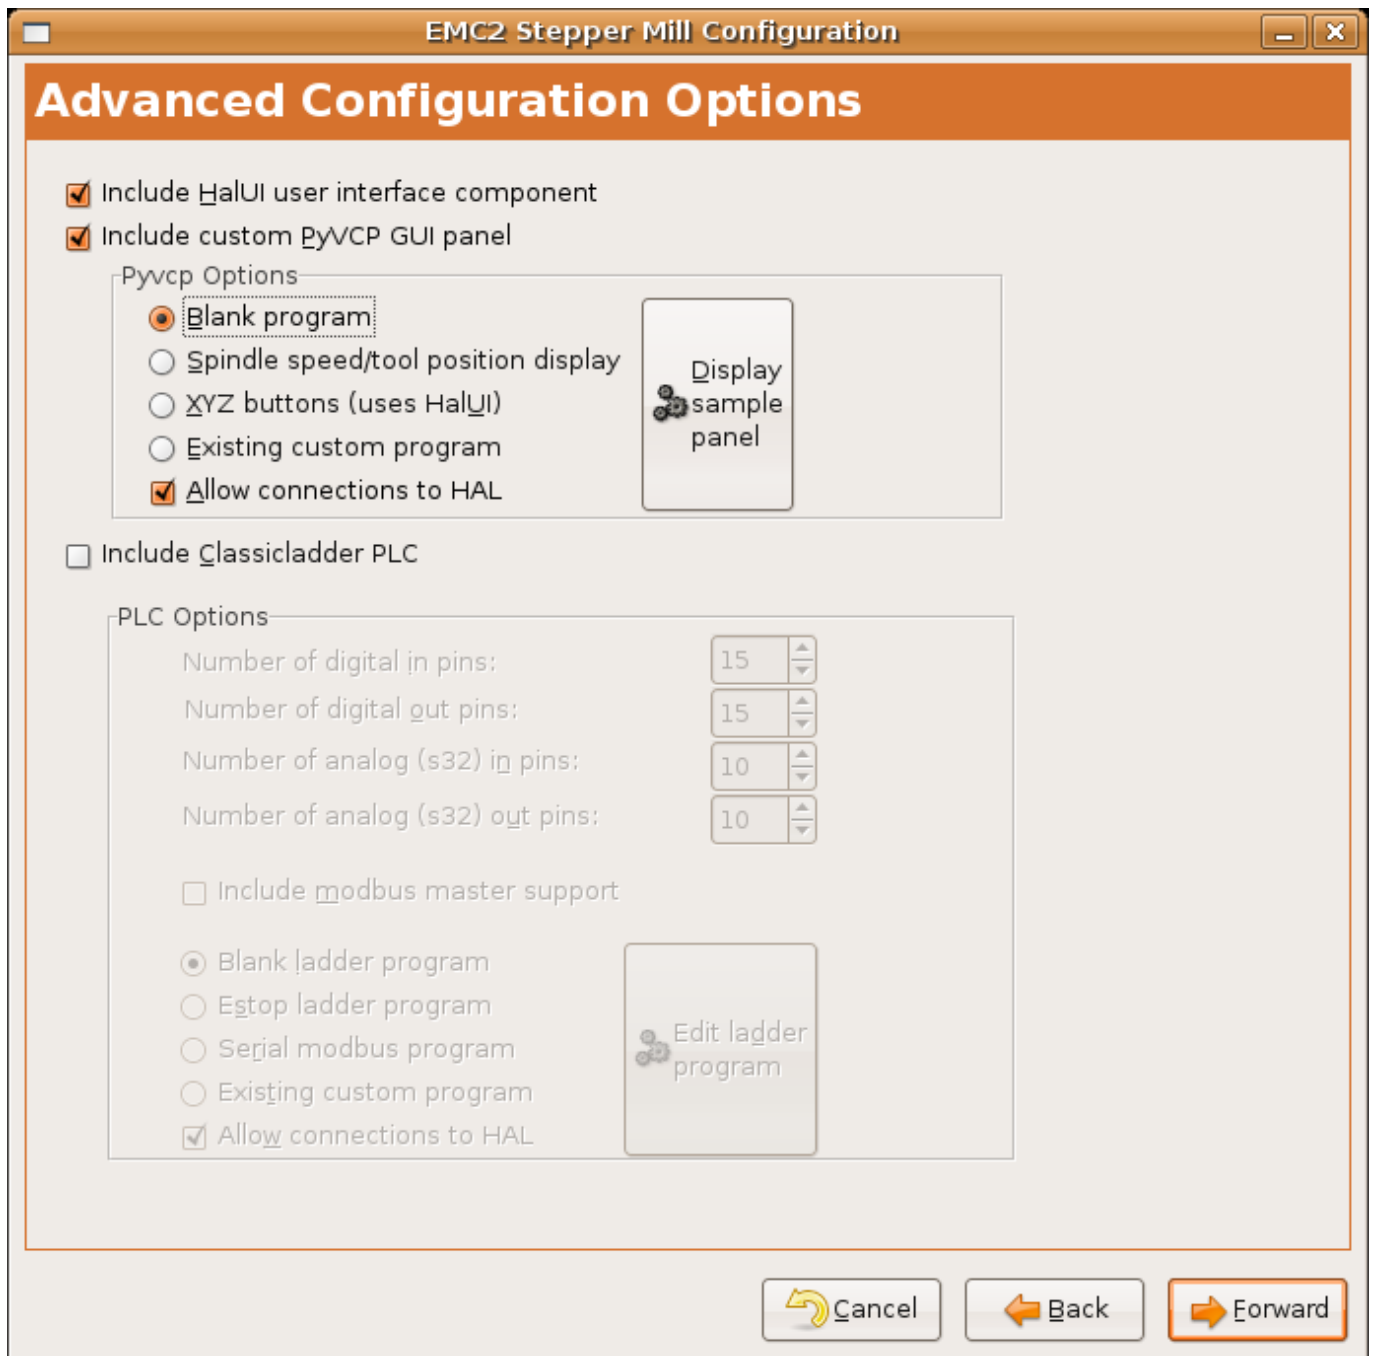 EMC2 Stepper Mill Configuration
Advanced Configuration Options
Include HalUI user interface component
Include custom PyVCP GUI panel
Pyvcp Options
Blank program
Spindle speed/tool position display
XYZ buttons (uses HalUI)
Existing custom program
Allow connections to HAL
Display
sample
panel
Include Classicladder PLC
PLC Options
Number of digital in pins: 15
Number of digital out pins: 15
Number of analog (s32) in pins: 10
Number of analog (s32) out pins: 10
Include modbus master support
Blank ladder program
Estop ladder program
Serial modbus program
Existing custom program
Allow connections to HAL
Edit ladder
program
Cancel Back Forward